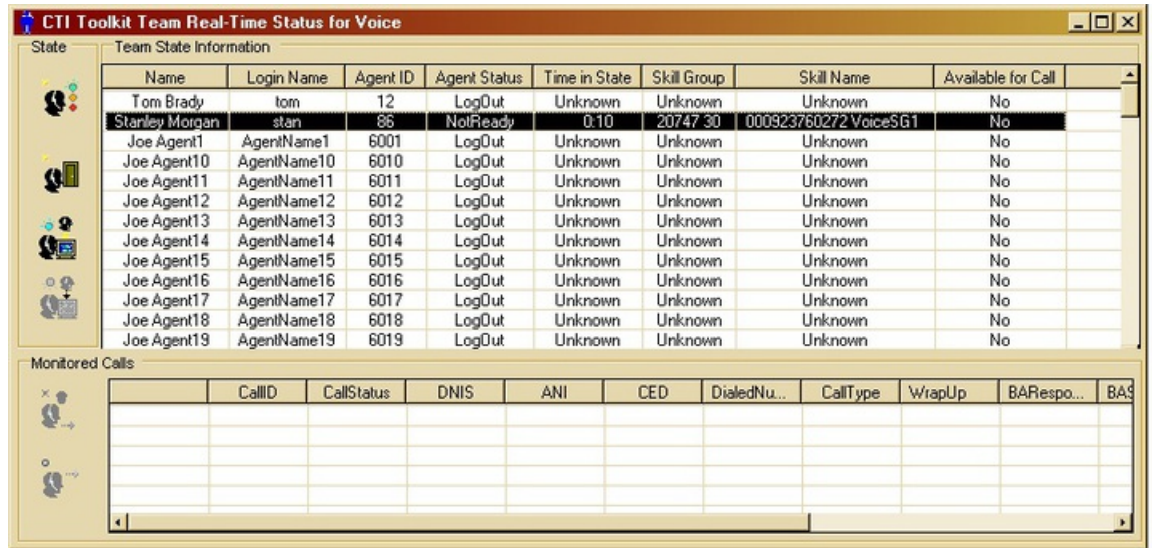 CTI Toolkit Team Real-Time Status for Voice
State Team State Information
Name Login Name Agent ID Agent Status Time in State Skill Group Skill Name Available for Call
Tom Brady tom 12 LogOut Unknown Unknown Unknown No
Stanley Morgan stan 86 NotReady 0:10 20747 30 000923760272 VoiceSG1 No
Joe Agent1 AgentName1 6001 LogOut Unknown Unknown Unknown No
Joe Agent10 AgentName10 6010 LogOut Unknown Unknown Unknown No
Joe Agent11 AgentName11 6011 LogOut Unknown Unknown Unknown No
Joe Agent12 AgentName12 6012 LogOut Unknown Unknown Unknown No
Joe Agent13 AgentName13 6013 LogOut Unknown Unknown Unknown No
Joe Agent14 AgentName14 6014 LogOut Unknown Unknown Unknown No
Joe Agent15 AgentName15 6015 LogOut Unknown Unknown Unknown No
Joe Agent16 AgentName16 6016 LogOut Unknown Unknown Unknown No
Joe Agent17 AgentName17 6017 LogOut Unknown Unknown Unknown No
Joe Agent18 AgentName18 6018 LogOut Unknown Unknown Unknown No
Joe Agent19 AgentName19 6019 LogOut Unknown Unknown Unknown No
Monitored Calls
CallID CallStatus DNIS ANI CED DialedNu... CallType WrapUp BARespo... BAS